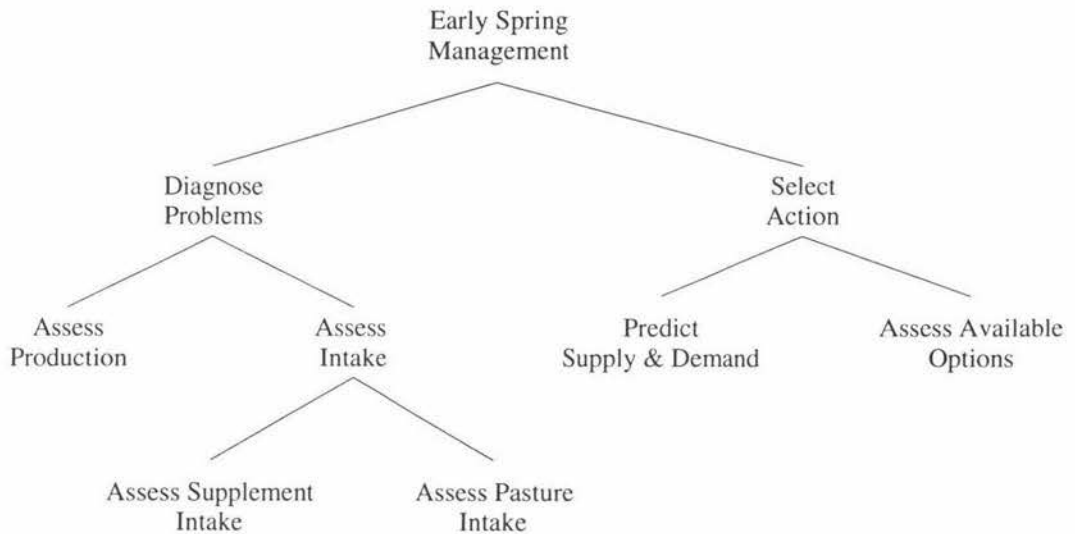 Early Spring
Management
Diagnose
Problems
Select
Action
Assess
Production
Assess
Intake
Predict
Supply & Demand
Assess Available
Options
Assess Supplement
Intake
Assess Pasture
Intake